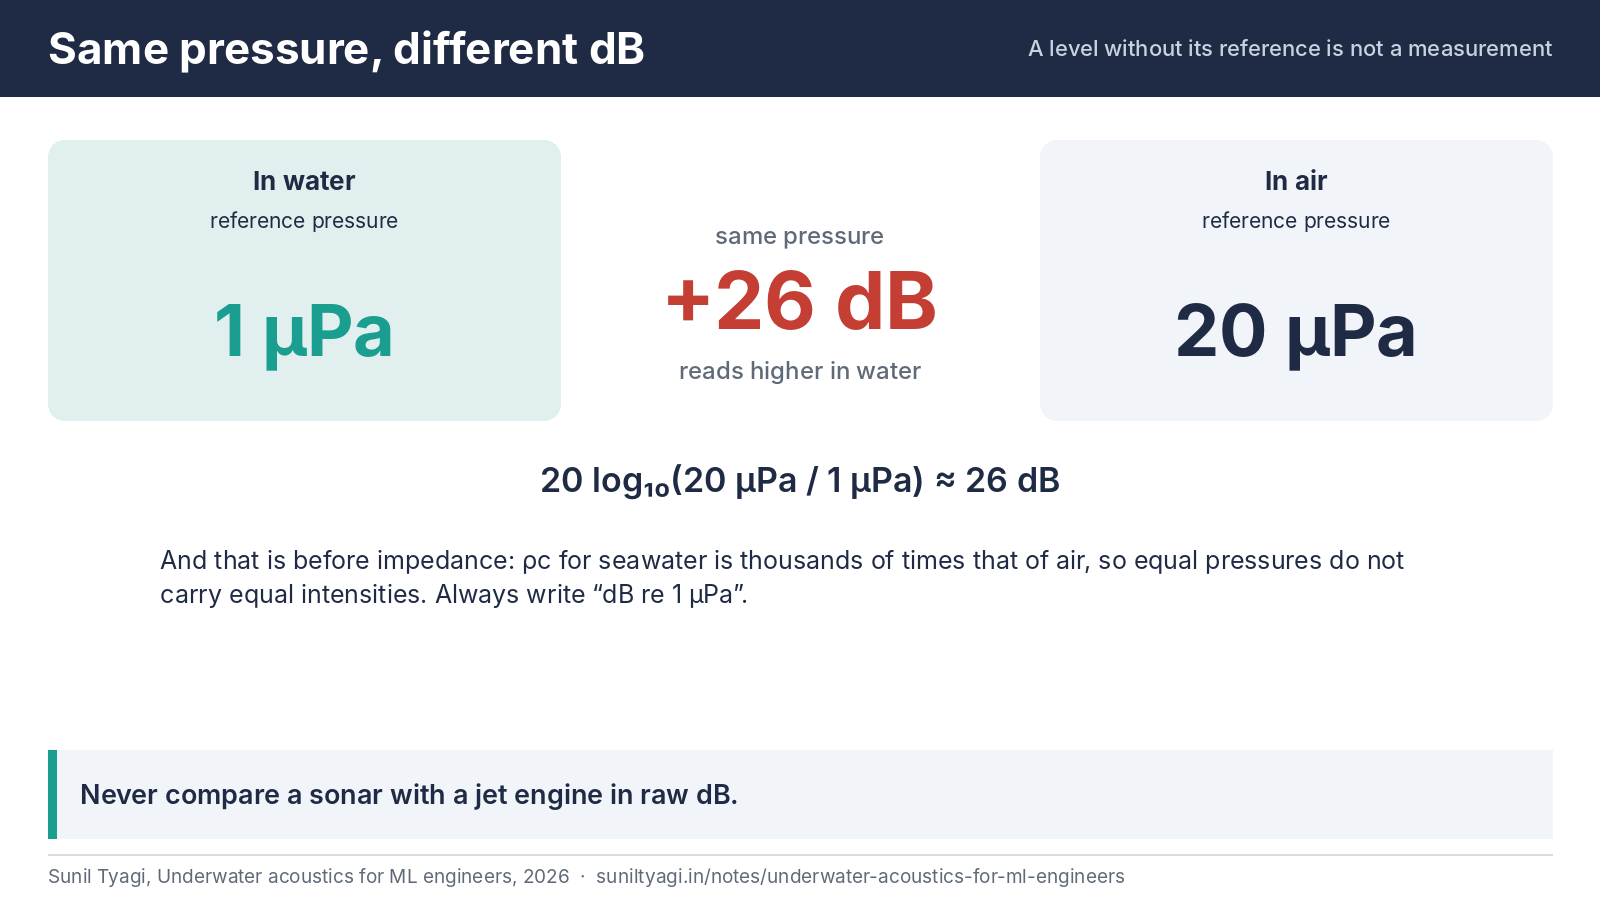 Same pressure, different dB
A level without its reference is not a measurement
In water
reference pressure
1 µPa
same pressure
+26 dB
reads higher in water
In air
reference pressure
20 µPa
20 log₁₀(20 µPa / 1 µPa) ≈ 26 dB
And that is before impedance: ρc for seawater is thousands of times that of air, so equal pressures do not
carry equal intensities. Always write “dB re 1 µPa”.
Never compare a sonar with a jet engine in raw dB.
Sunil Tyagi, Underwater acoustics for ML engineers, 2026 · suniltyagi.in/notes/underwater-acoustics-for-ml-engineers